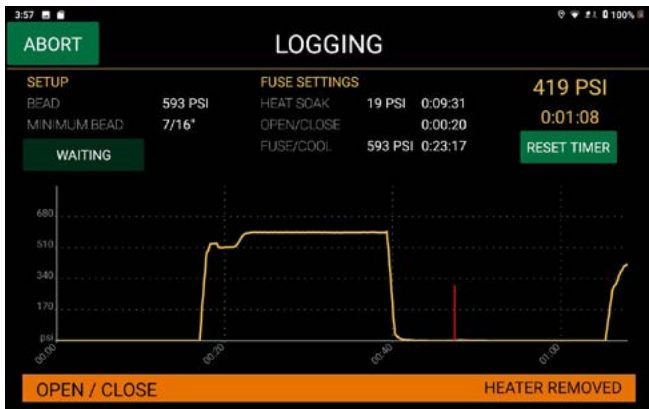 3:57 100%
ABORT LOGGING
SETUP FUSE SETTINGS 419 PSI
BEAD 593 PSI HEAT SOAK 19 PSI 0:09:31 0:01:08
MINIMUM BEAD 7/16" OPEN/CLOSE 0:00:20
WAITING FUSE/COOL 593 PSI 0:23:17 RESET TIMER
680
510
340
170
psi
00:00 00:20 00:40 01:00
OPEN / CLOSE HEATER REMOVED